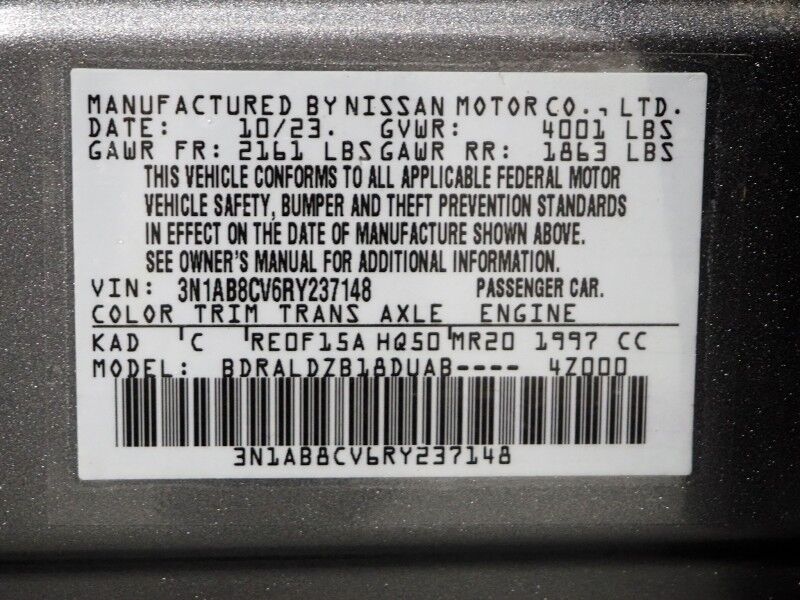 MANUFACTURED BY NISSAN MOTOR CO., LTD.
DATE: 10/23. GVWR: 4001 LBS
GAWR FR: 2161 LBS GAWR RR: 1863 LBS
THIS VEHICLE CONFORMS TO ALL APPLICABLE FEDERAL MOTOR
VEHICLE SAFETY, BUMPER AND THEFT PREVENTION STANDARDS
IN EFFECT ON THE DATE OF MANUFACTURE SHOWN ABOVE.
SEE OWNER'S MANUAL FOR ADDITIONAL INFORMATION.
VIN: 3N1AB8CV6RY237148 PASSENGER CAR.
COLOR TRIM TRANS AXLE ENGINE
KAD C RE0F15A HQ50 MR20 1997 CC
MODEL: BDRALDZB18DUAB---- 4Z000
3N1AB8CV6RY237148